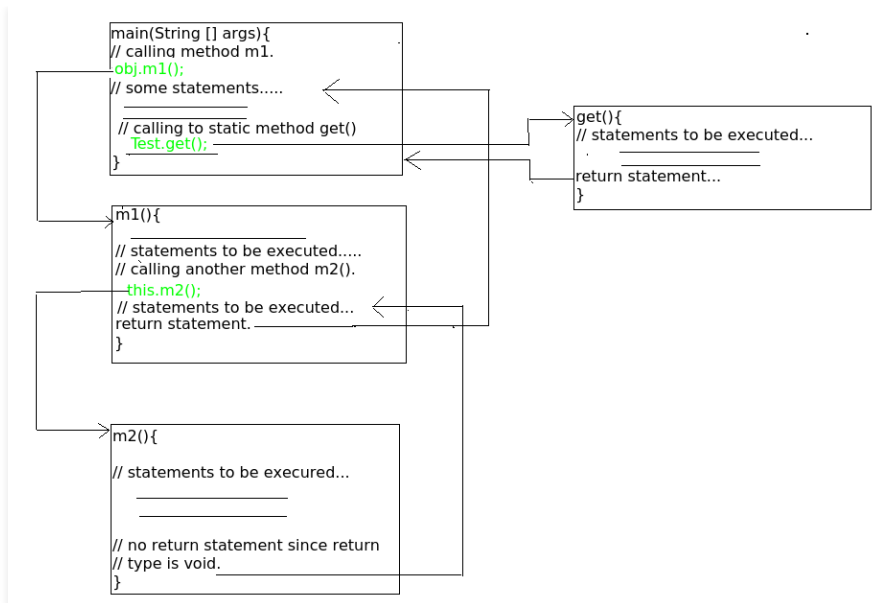 main(String [] args){
// calling method m1.
obj.m1();
// some statements.....
// calling to static method get()
Test.get();
}
get(){
// statements to be executed...
return statement...
}
m1(){
// statements to be executed.....
// calling another method m2().
this.m2();
// statements to be executed...
return statement.
}
m2(){
// statements to be execured...
// no return statement since return
// type is void.
}